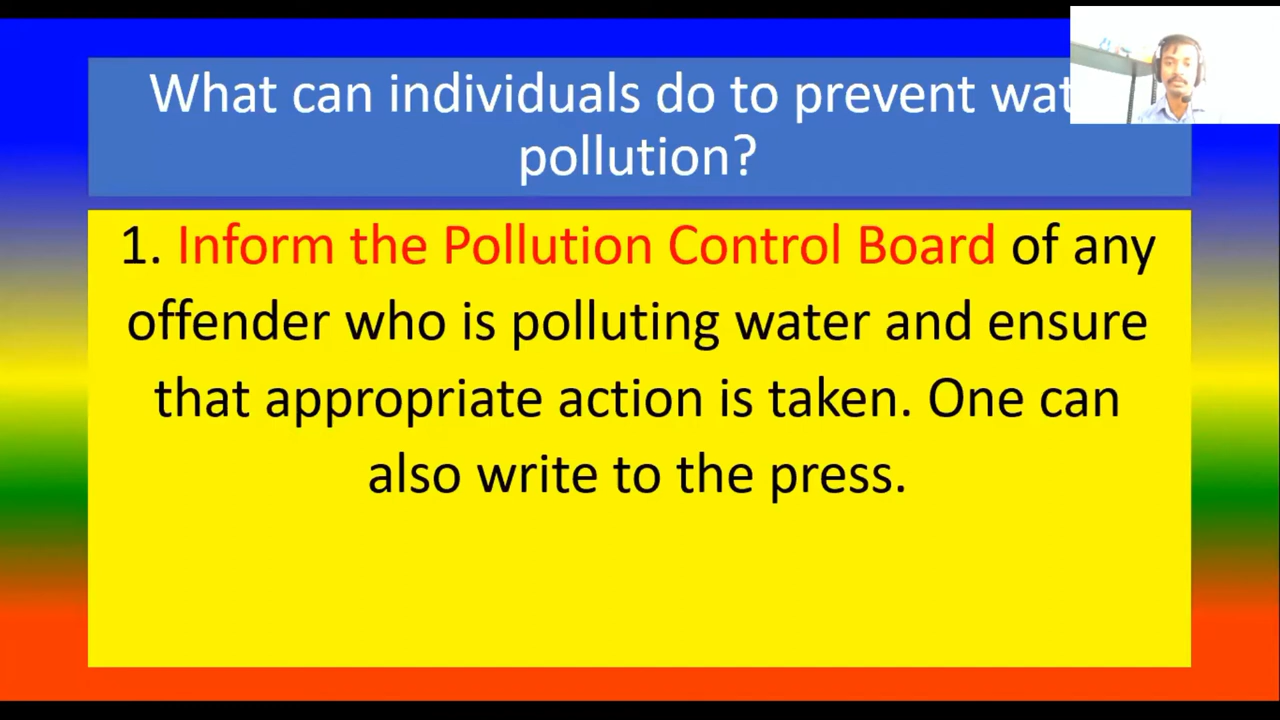 What can individuals do to prevent
pollution?
1. Inform the Pollution Control Board of any
offender who is polluting water and ensure
that appropriate action is taken. One can
also write to the press.